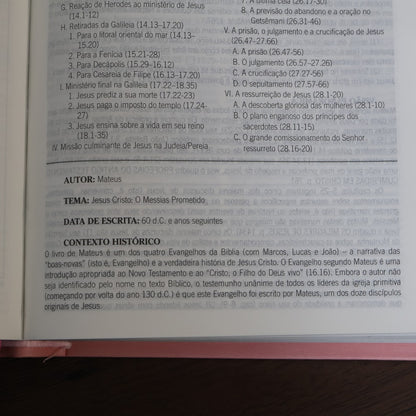 G. Reação de Herodes ao ministério de Jesus
(14.1-12)
H. Retiradas da Galileia (14.13–17.20)
1. Para o litoral oriental do mar (14.13–
15.20)
2. Para a Fenícia (15.21-28)
3. Para Decápolis (15.29–16.12)
4. Para Cesareia de Filipe (16.13–17.20)
I. Ministério final na Galileia (17.22–18.35)
1. Jesus prediz a sua morte (17.22-23)
2. Jesus paga o imposto do templo (17.24-
27)
3. Jesus ensina sobre a vida em seu reino
(18.1-35)
IV. Missão culminante de Jesus na Judeia/Pereia
B. A previsão do abandono e a oração no
Getsêmani (26.31-46)
V. A prisão, o julgamento e a crucificação de Jesus
(26.47–27.66)
A. A prisão (26.47-56)
B. O julgamento (26.57–27.26)
C. A crucificação (27.27-56)
D. O sepultamento (27.57-66)
VI. A ressurreição de Jesus (28.1-20)
A. A descoberta gloriosa das mulheres (28.1-10)
B. O plano enganoso dos príncipes dos
sacerdotes (28.11-15)
C. O grande comissionamento do Senhor
ressurreto (28.16-20)
AUTOR: Mateus
TEMA: Jesus Cristo: O Messias Prometido
DATA DE ESCRITA: 60 d.C. e anos seguintes
CONTEXTO HISTÓRICO
O livro de Mateus é um dos quatro Evangelhos da Bíblia (com Marcos, Lucas e João) – a narrativa das
"boas-novas" (isto é, Evangelho) e a verdadeira história de Jesus Cristo. O Evangelho segundo Mateus é uma
introdução apropriada ao Novo Testamento e ao "Cristo, o Filho do Deus vivo" (16.16). Embora o autor não
seja identificado pelo nome no texto Bíblico, o testemunho unânime de todos os líderes da igreja primitiva
(começando por volta do ano 130 d.C.) é que este Evangelho foi escrito por Mateus, um dos doze discípulos
originais de Jesus.